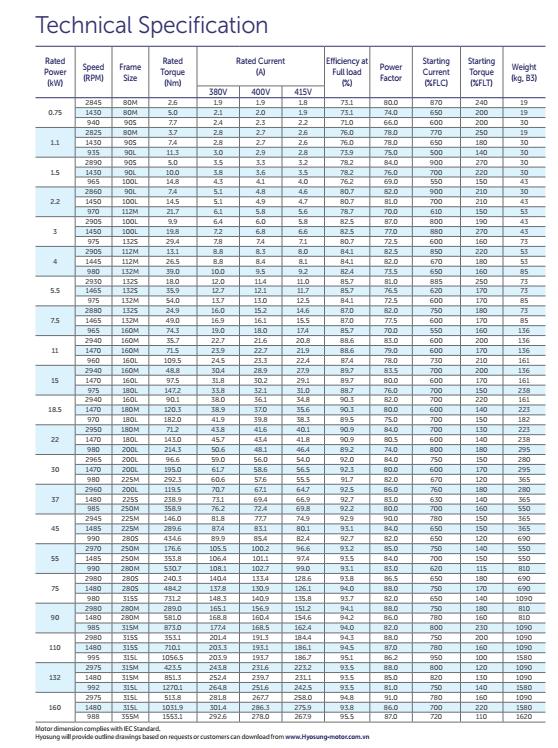 Technical Specification
Rated Power (kW) Speed (RPM) Frame Size Rated Torque (Nm) Rated Current (A) Efficiency at Full load (%) Power Factor Starting Current (%FLC) Starting Torque (%FLT) Weight (kg, B3)
380V 400V 415V
0.75 2845 80M 2.6 1.9 1.9 1.8 73.1 80.0 870 240 19
1430 80M 5.0 2.1 2.0 1.9 73.1 74.0 650 200 19
940 90S 7.7 2.4 2.3 2.2 71.0 66.0 600 200 30
1.1 2825 80M 3.7 2.8 2.7 2.6 76.0 78.0 770 250 19
1430 90S 7.4 2.8 2.7 2.6 76.0 78.0 650 180 30
935 90L 11.3 3.0 2.9 2.8 73.9 75.0 500 140 30
1.5 2890 90S 5.0 3.5 3.3 3.2 78.2 84.0 900 270 30
1430 90L 10.0 3.8 3.6 3.5 78.2 76.0 700 220 30
965 100L 14.8 4.3 4.1 4.0 76.2 69.0 550 150 43
2.2 2860 90L 7.4 5.1 4.8 4.6 80.7 82.0 900 210 30
1450 100L 14.5 5.1 4.9 4.7 80.7 81.0 700 210 43
970 112M 21.7 6.1 5.8 5.6 78.7 70.0 610 150 53
3 2905 100L 9.9 6.4 6.0 5.8 82.5 87.0 800 190 43
1450 100L 19.8 7.2 6.8 6.6 82.5 77.0 880 270 43
975 132S 29.4 7.8 7.4 7.1 80.7 72.5 600 160 73
4 2905 112M 13.1 8.8 8.3 8.0 84.1 82.5 850 220 53
1445 112M 26.5 8.8 8.4 8.1 84.1 82.0 670 180 53
980 132M 39.0 10.0 9.5 9.2 82.4 73.5 650 160 85
5.5 2930 132S 18.0 12.0 11.4 11.0 85.7 81.0 885 250 73
1465 132S 35.9 12.7 12.1 11.7 85.7 76.5 620 170 73
975 132M 54.0 13.7 13.0 12.5 84.1 72.5 600 170 85
7.5 2880 132S 24.9 16.0 15.2 14.6 87.0 82.0 750 180 73
1465 132M 49.0 16.9 16.1 15.5 87.0 77.5 600 170 85
965 160M 74.3 19.0 18.0 17.4 85.7 70.0 550 160 136
11 2940 160M 35.7 22.7 21.6 20.8 88.6 83.0 600 200 136
1470 160M 71.5 23.9 22.7 21.9 88.6 79.0 600 170 136
960 160L 109.5 24.5 23.3 22.4 87.4 78.0 730 210 161
15 2940 160M 48.8 30.4 28.9 27.9 89.7 83.5 700 200 136
1470 160L 97.5 31.8 30.2 29.1 89.7 80.0 600 170 161
975 180L 147.2 33.8 32.1 31.0 88.7 76.0 700 150 238
18.5 2940 160L 90.1 38.0 36.1 34.8 90.3 82.0 700 220 161
1470 180M 120.3 38.9 37.0 35.6 90.3 80.0 600 140 223
970 180L 182.0 41.9 39.8 38.3 89.5 75.0 700 150 182
22 2950 180M 71.2 43.8 41.6 40.1 90.9 84.0 700 130 223
1470 180L 143.0 45.7 43.4 41.8 90.9 80.5 600 140 238
980 200L 214.3 50.6 48.1 46.4 89.2 74.0 800 180 295
30 2965 200L 96.6 59.0 56.0 54.0 92.0 84.0 750 150 280
1470 200L 195.0 61.7 58.6 56.5 92.3 80.0 600 170 295
980 225M 292.3 60.6 57.6 55.5 91.7 82.0 670 120 365
37 2960 200L 119.5 70.7 67.1 64.7 92.5 86.0 760 180 280
1480 225S 238.9 73.1 69.4 66.9 92.7 83.0 630 140 365
985 250M 358.9 76.2 72.4 69.8 92.2 80.0 700 160 550
45 2945 225M 146.0 81.8 77.7 74.9 92.9 90.0 780 150 365
1485 225M 289.6 87.4 83.1 80.1 93.1 84.0 650 150 365
990 280S 434.6 89.9 85.4 82.4 92.7 82.0 650 120 690
55 2970 250M 176.6 105.5 100.2 96.6 93.2 85.0 750 140 550
1485 250M 353.8 106.4 101.1 97.4 93.5 84.0 700 150 550
990 280M 530.7 108.1 102.7 99.0 93.1 83.0 620 115 810
75 2980 280S 240.3 140.4 133.4 128.6 93.8 86.5 650 180 690
1480 280S 484.2 137.8 130.9 126.1 94.0 88.0 750 170 690
980 315S 731.2 148.3 140.9 135.8 93.7 82.0 650 140 1090
90 2980 280M 289.0 165.1 156.9 151.2 94.1 88.0 750 180 810
1480 280M 581.0 168.8 160.4 154.6 94.2 86.0 780 160 810
985 315M 873.0 177.4 168.5 162.4 94.0 82.0 800 230 1090
110 2980 315S 353.1 201.4 191.3 184.4 94.3 88.0 750 200 1090
1480 315S 710.1 203.3 193.1 186.1 94.5 87.0 780 160 1090
995 315L 1056.5 203.9 193.7 186.7 95.1 86.2 950 100 1580
132 2975 315M 423.5 243.8 231.6 223.2 93.5 88.0 800 120 1090
1480 315M 851.3 252.4 239.7 231.1 93.5 85.0 820 130 1090
992 315L 1270.1 264.8 251.6 242.5 93.5 81.0 750 140 1580
160 2975 315L 513.8 281.8 267.7 258.0 94.8 91.0 780 160 1090
1480 315L 1031.9 301.4 286.3 275.9 93.8 86.0 700 220 1580
988 355M 1553.1 292.6 278.0 267.9 95.5 87.0 720 110 1620
Motor dimension complies with IEC Standard.
Hyosung will provide outline drawings based on requests or customers can download from www.Hyosung-motor.com.vn